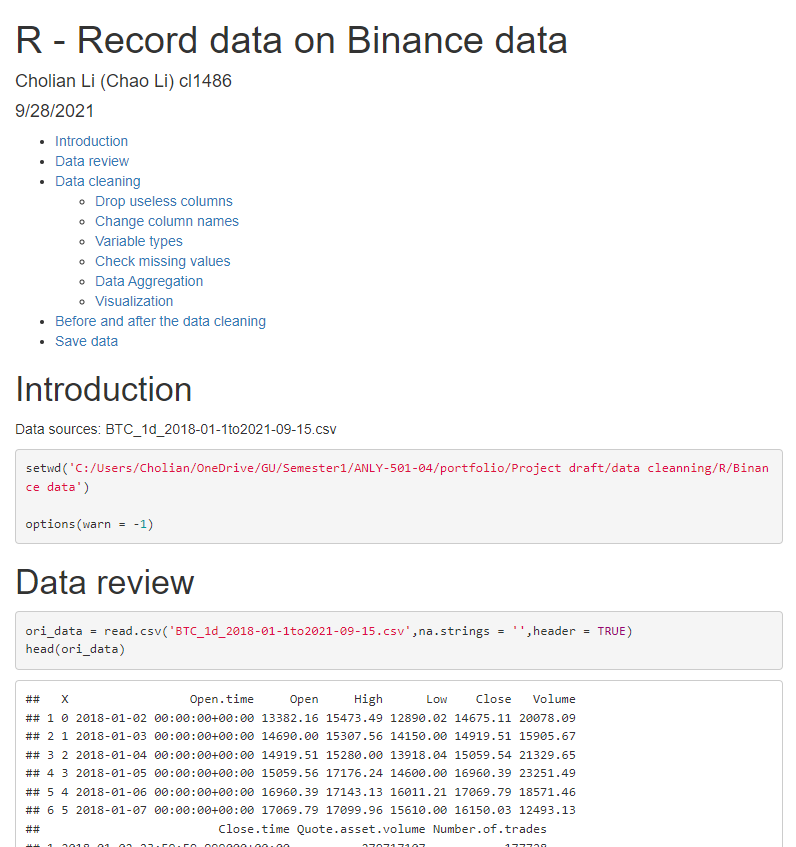 R - Record data on Binance data
Cholian Li (Chao Li) cl1486
9/28/2021
Introduction
Data review
Data cleaning
Drop useless columns
Change column names
Variable types
Check missing values
Data Aggregation
Visualization
Before and after the data cleaning
Save data
Introduction
Data sources: BTC_1d_2018-01-1to2021-09-15.csv
setwd('C:/Users/Cholian/OneDrive/GU/Semester1/ANLY-501-04/portfolio/Project draft/data cleanning/R/Binan
ce data')
options(warn = -1)
Data review
ori_data = read.csv('BTC_1d_2018-01-1to2021-09-15.csv',na.strings = '',header = TRUE)
head(ori_data)
##   X                 Open.time     Open     High      Low    Close   Volume
## 1 0 2018-01-02 00:00:00+00:00 13382.16 15473.49 12890.02 14675.11 20078.09
## 2 1 2018-01-03 00:00:00+00:00 14690.00 15307.56 14150.00 14919.51 15905.67
## 3 2 2018-01-04 00:00:00+00:00 14919.51 15280.00 13918.04 15059.54 21329.65
## 4 3 2018-01-05 00:00:00+00:00 15059.56 17176.24 14600.00 16960.39 23251.49
## 5 4 2018-01-06 00:00:00+00:00 16960.39 17143.13 16011.21 17069.79 18571.46
## 6 5 2018-01-07 00:00:00+00:00 17069.79 17099.96 15610.00 16150.03 12493.13
##                         Close.time Quote.asset.volume Number.of.trades